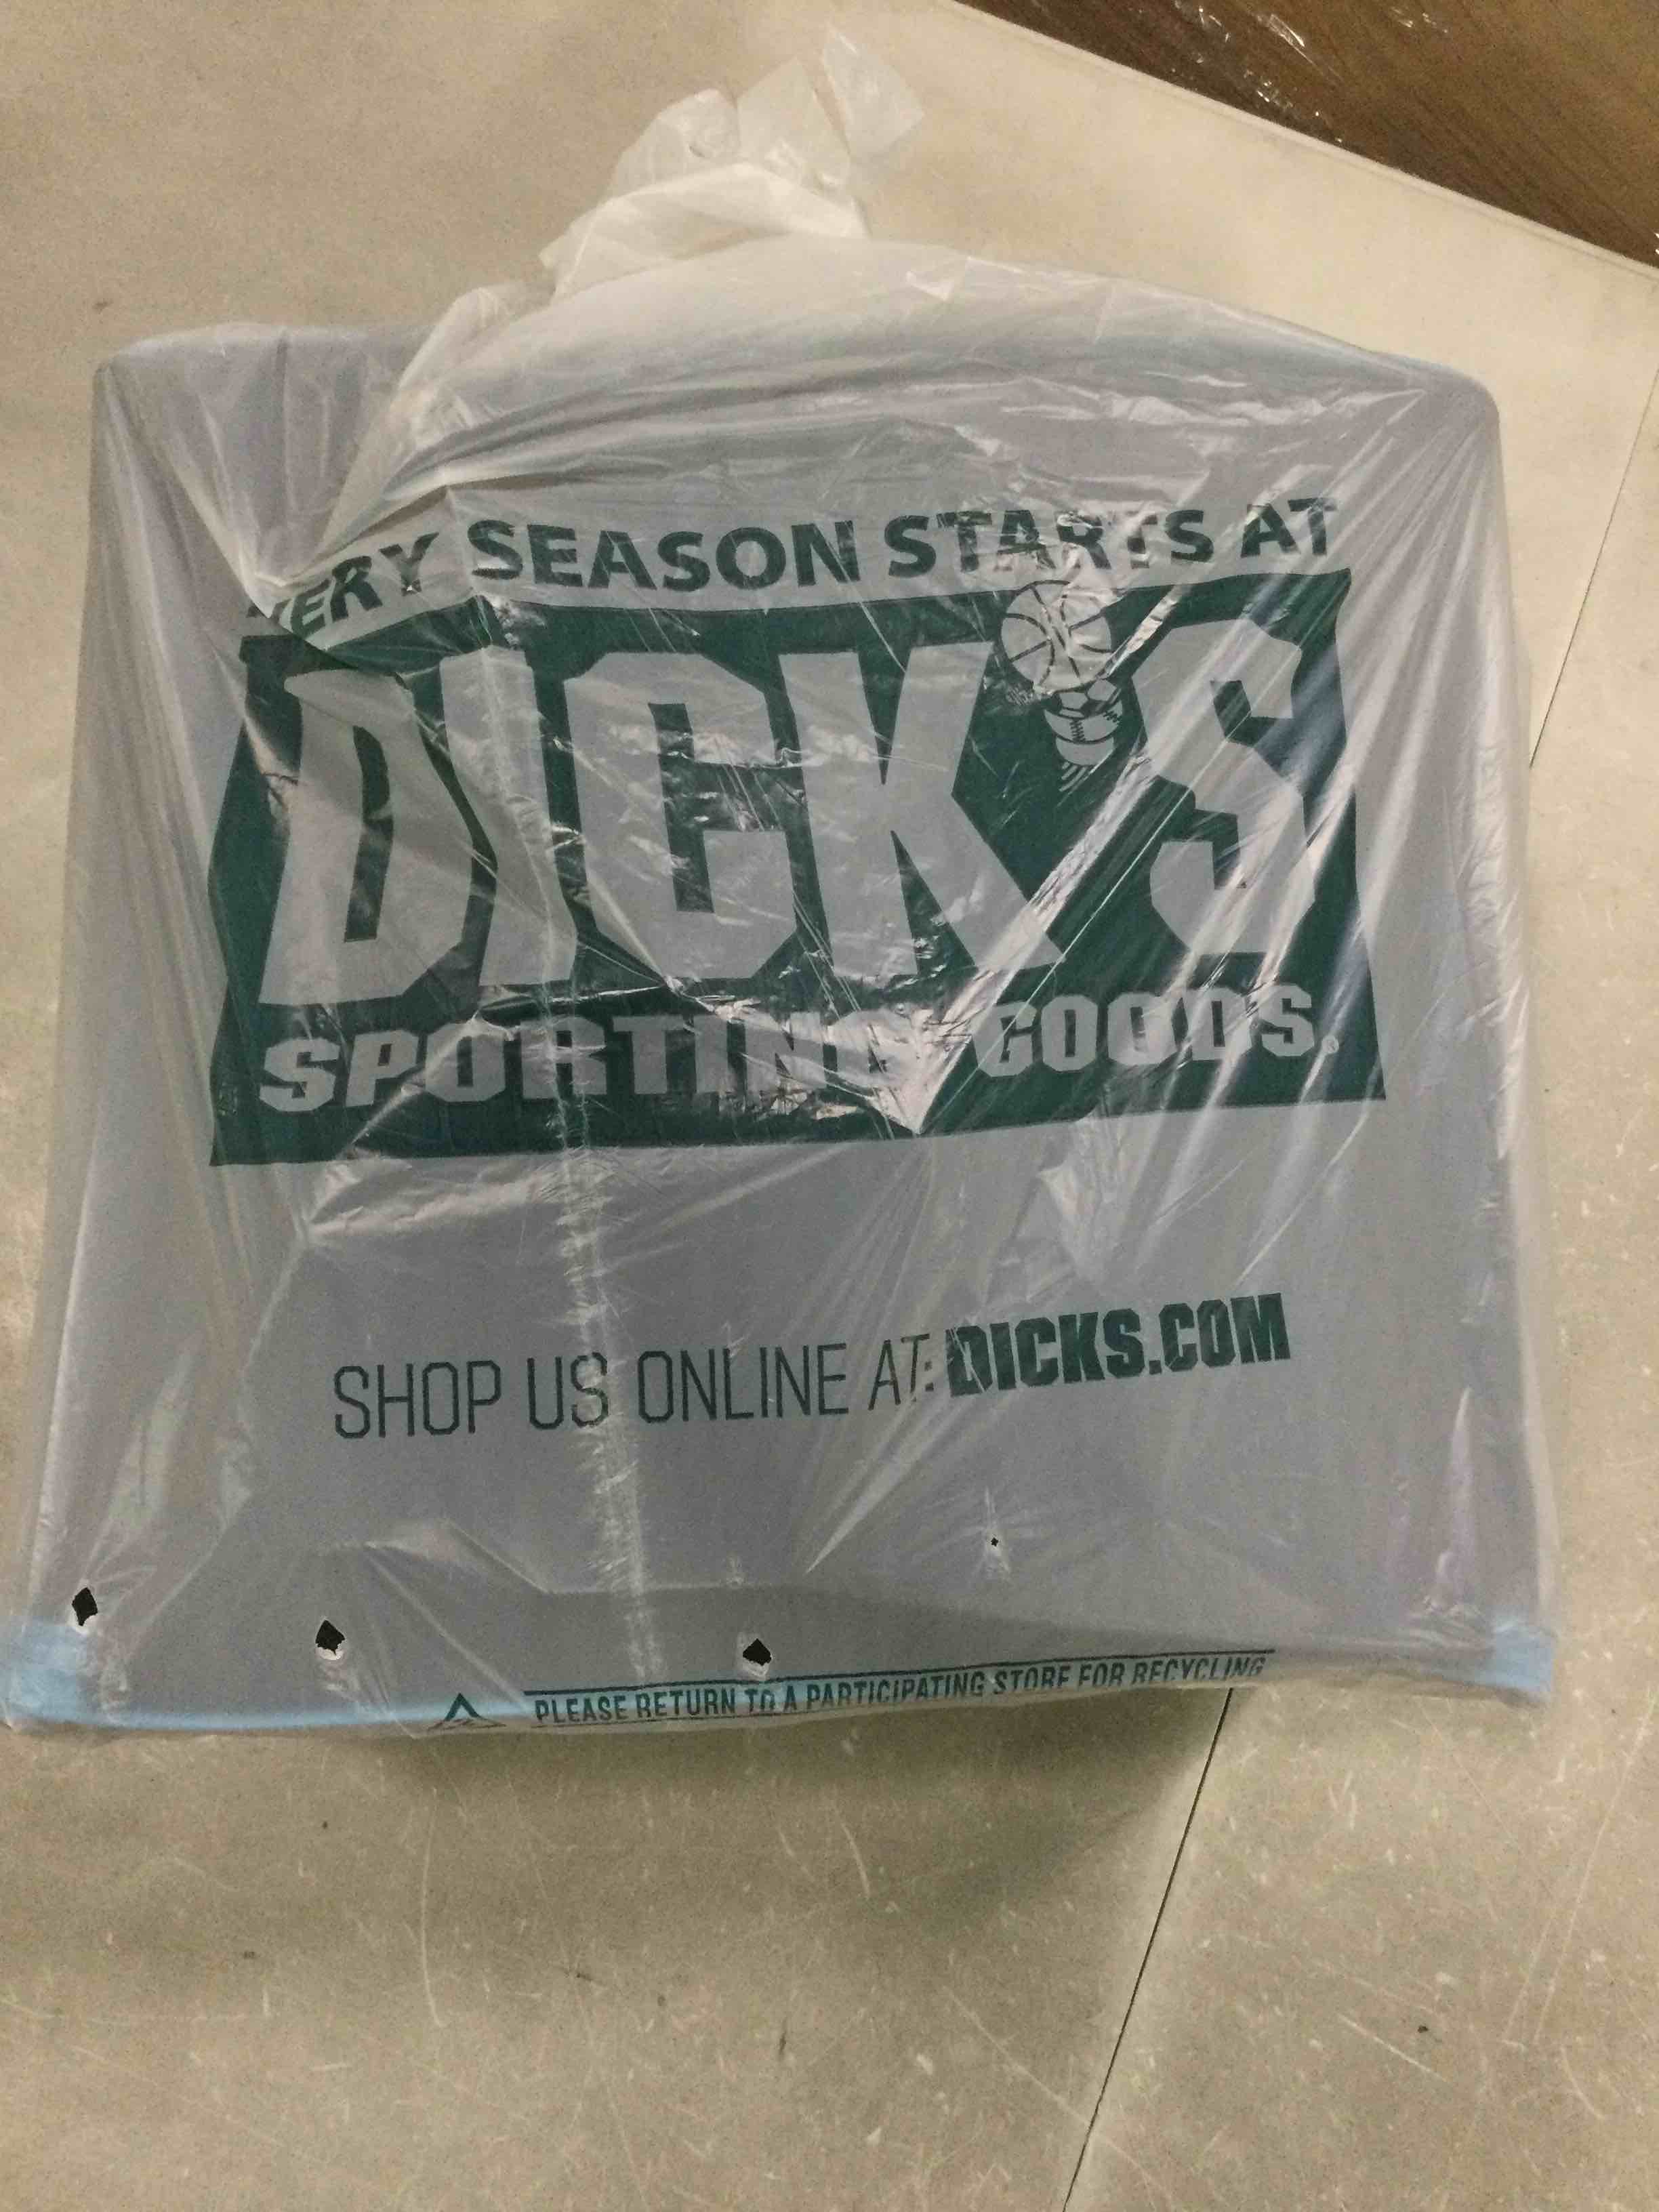 ERY SEASON STARTS AT
DICK'S
SPORTING GOODS.
SHOP US ONLINE AT: DICKS.COM
PLEASE RETURN TO A PARTICIPATING STORE FOR RECYCLING